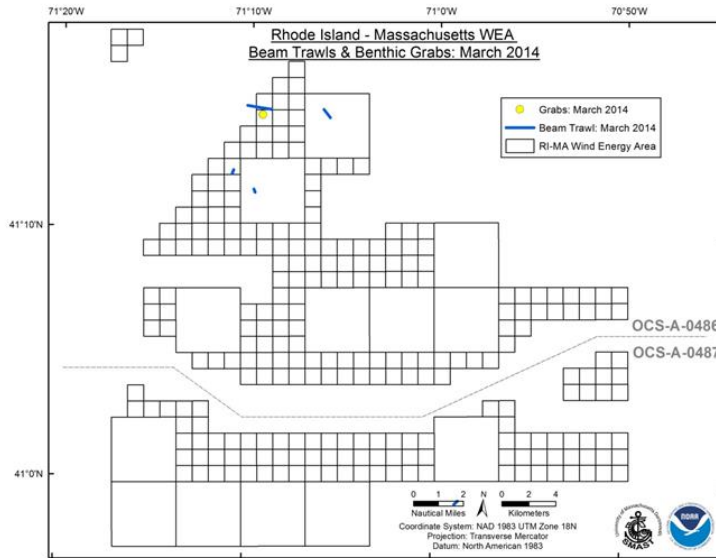 71°20'W
71°10'W
71°0'W
70°50'W
Rhode Island - Massachusetts WEA
Beam Trawls & Benthic Grabs: March 2014
Grabs: March 2014
Beam Trawl: March 2014
RI-MA Wind Energy Area
41°10'N
OCS-A-0486
OCS-A-0487
41°0'N
0 1 2
Nautical Miles
N
0 2 4
Kilometers
Coordinate System: NAD 1983 UTM Zone 18N
Projection: Transverse Mercator
Datum: North American 1983
SMAST
NOAA